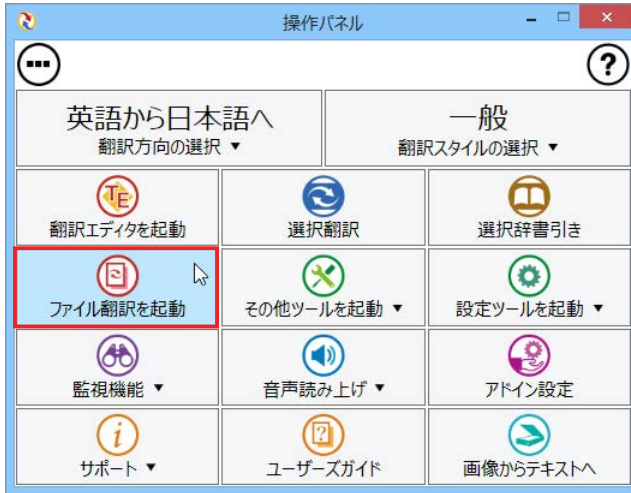 操作パネル
英語から日本語へ
翻訳方向の選択 ▼
一般
翻訳スタイルの選択 ▼
TE
翻訳エディタを起動
選択翻訳
選択辞書引き
ファイル翻訳を起動
その他ツールを起動 ▼
設定ツールを起動 ▼
監視機能 ▼
音声読み上げ ▼
アドイン設定
i
サポート ▼
?
ユーザーズガイド
画像からテキストへ